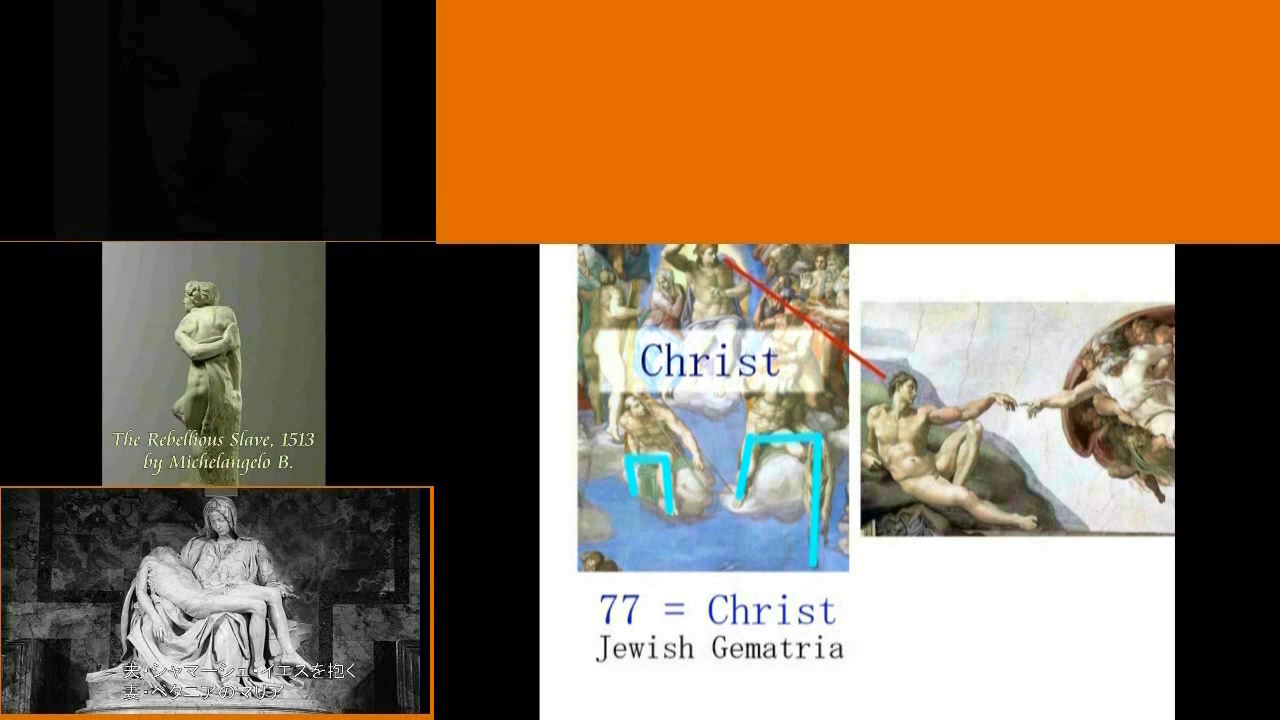 The Rebellious Slave, 1513
by Michelangelo B.
夫・シャマーシュ・イエスを抱く
妻・ベタニアのマリア
Christ
77 = Christ
Jewish Gematria